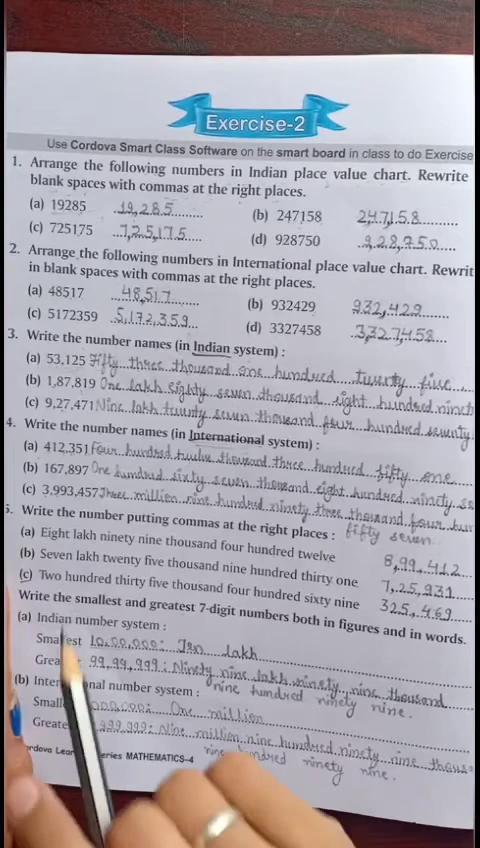 Exercise-2
Use Cordova Smart Class Software on the smart board in class to do Exercise
1. Arrange the following numbers in Indian place value chart. Rewrite
blank spaces with commas at the right places.
(a) 19285 19,285 (b) 247158 2,47,158
(c) 725175 7,25,175 (d) 928750 9,28,750
2. Arrange the following numbers in International place value chart. Rewrit
in blank spaces with commas at the right places.
(a) 48517 48,517 (b) 932429 932,429
(c) 5172359 5,172,359 (d) 3327458 3,327,458
3. Write the number names (in Indian system) :
(a) 53,125 Fifty three thousand one hundred twenty five
(b) 1,87,819 One lakh eighty seven thousand eight hundred ninet
(c) 9,27,471 Nine lakh twenty seven thousand four hundred seventy
4. Write the number names (in International system) :
(a) 412,351 Four hundred twelve thousand three hundred fifty one
(b) 167,897 One hundred sixty seven thousand eight hundred ninety se
(c) 3,993,457 Three million nine hundred ninety three thousand four hun
fifty seven
5. Write the number putting commas at the right places :
(a) Eight lakh ninety nine thousand four hundred twelve 8,99,412
(b) Seven lakh twenty five thousand nine hundred thirty one 7,25,931
(c) Two hundred thirty five thousand four hundred sixty nine 325,469
Write the smallest and greatest 7-digit numbers both in figures and in words.
(a) Indian number system :
Smallest 10,00,000: Ten lakh
Grea 99,99,999 : Ninety nine lakh ninety nine thousand
nine hundred ninety nine.
(b) Inter onal number system :
Small 000,000: One million
Greate 999,999: Nine million nine hundred ninety nine thous
nine hundred ninety nine.
rdova Lear eries MATHEMATICS-4